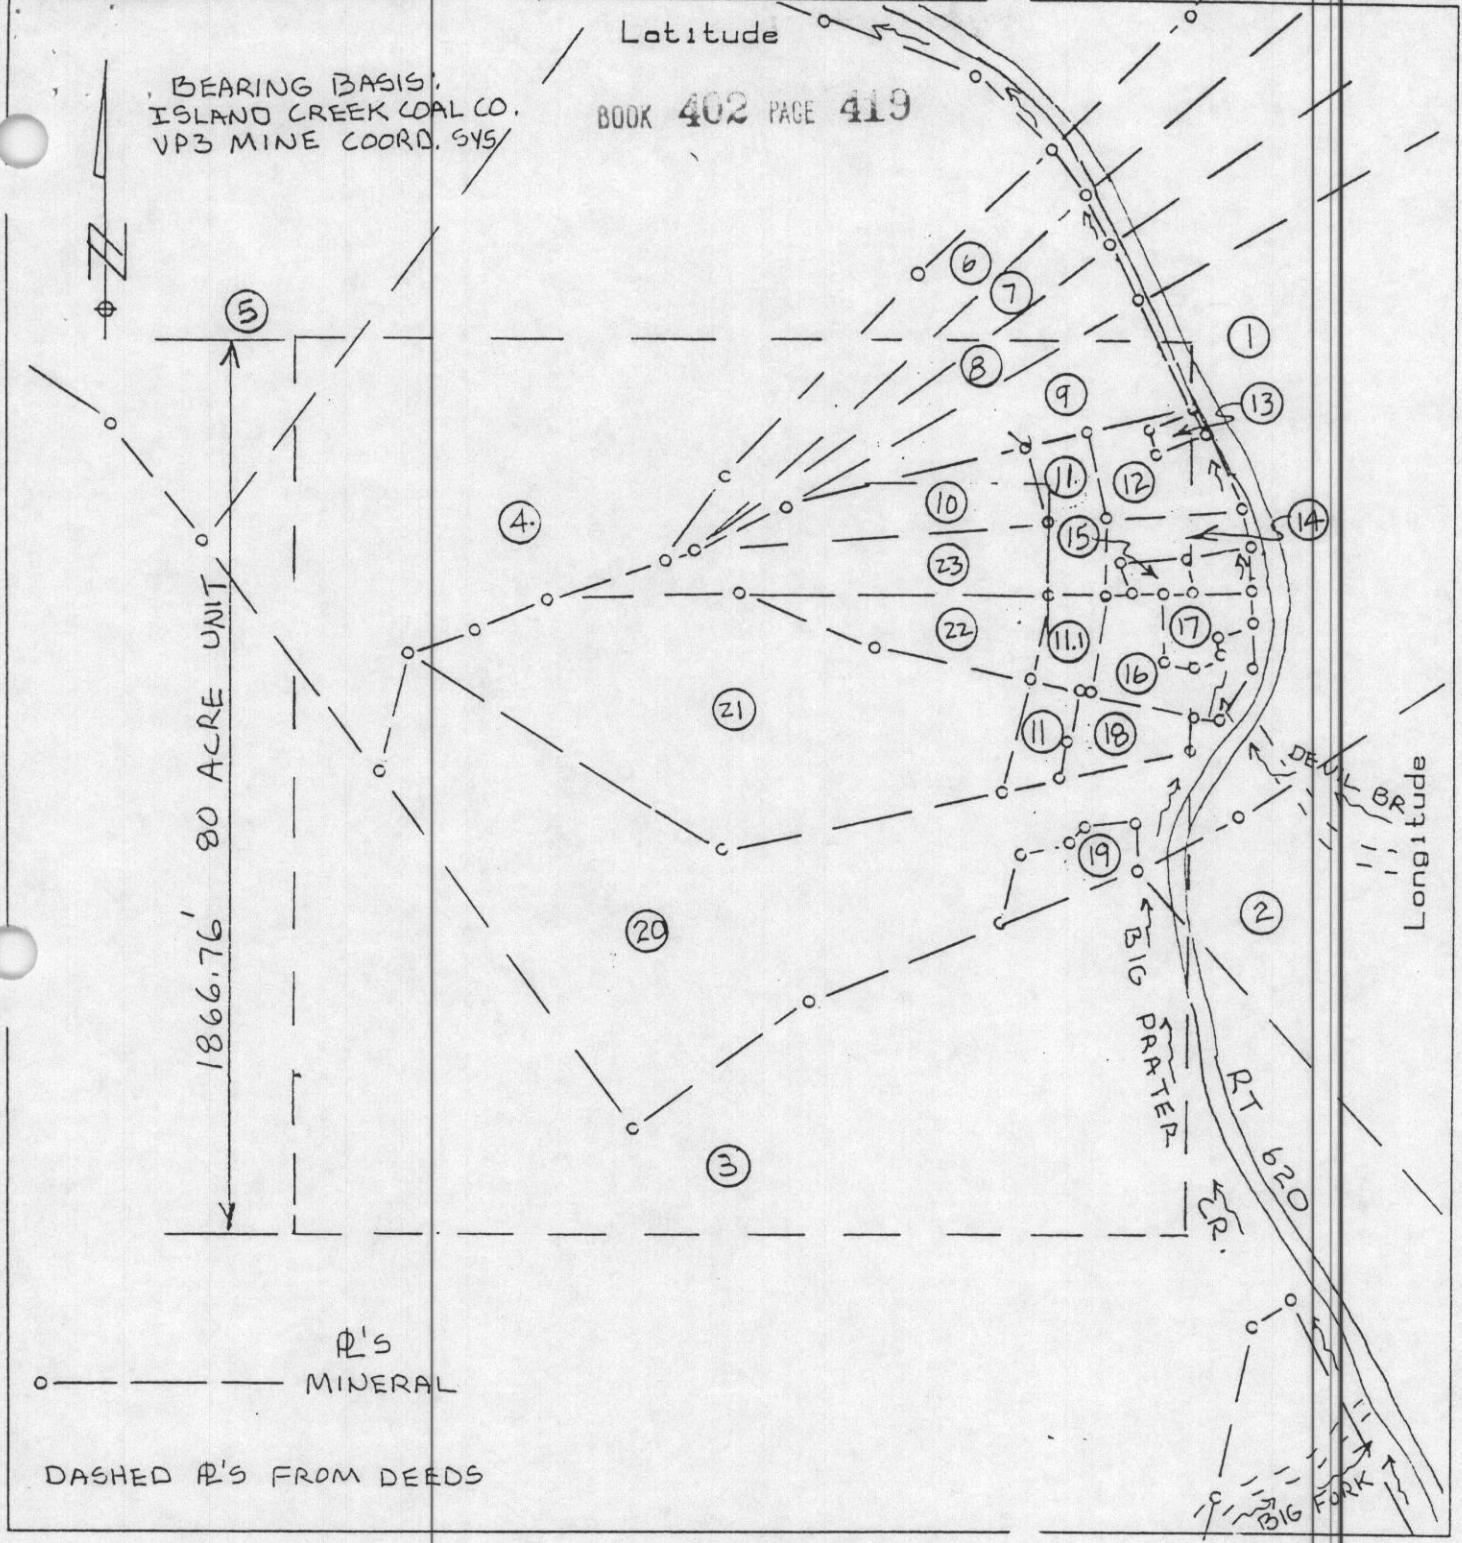 Latitude
BEARING BASIS:
ISLAND CREEK COAL CO.
VP3 MINE COORD. SYS
BOOK 402 PAGE 419
N
5
6
7
1
8
9
13
11.
12
10
4.
14
15
23
22
11.1
17
16
21
11
18
1866.76' 80 ACRE UNIT
DEVIL BR
Longitude
19
20
2
BIG PRATER CR.
RT 620
3
PL'S
MINERAL
DASHED PL'S FROM DEEDS
BIG FORK